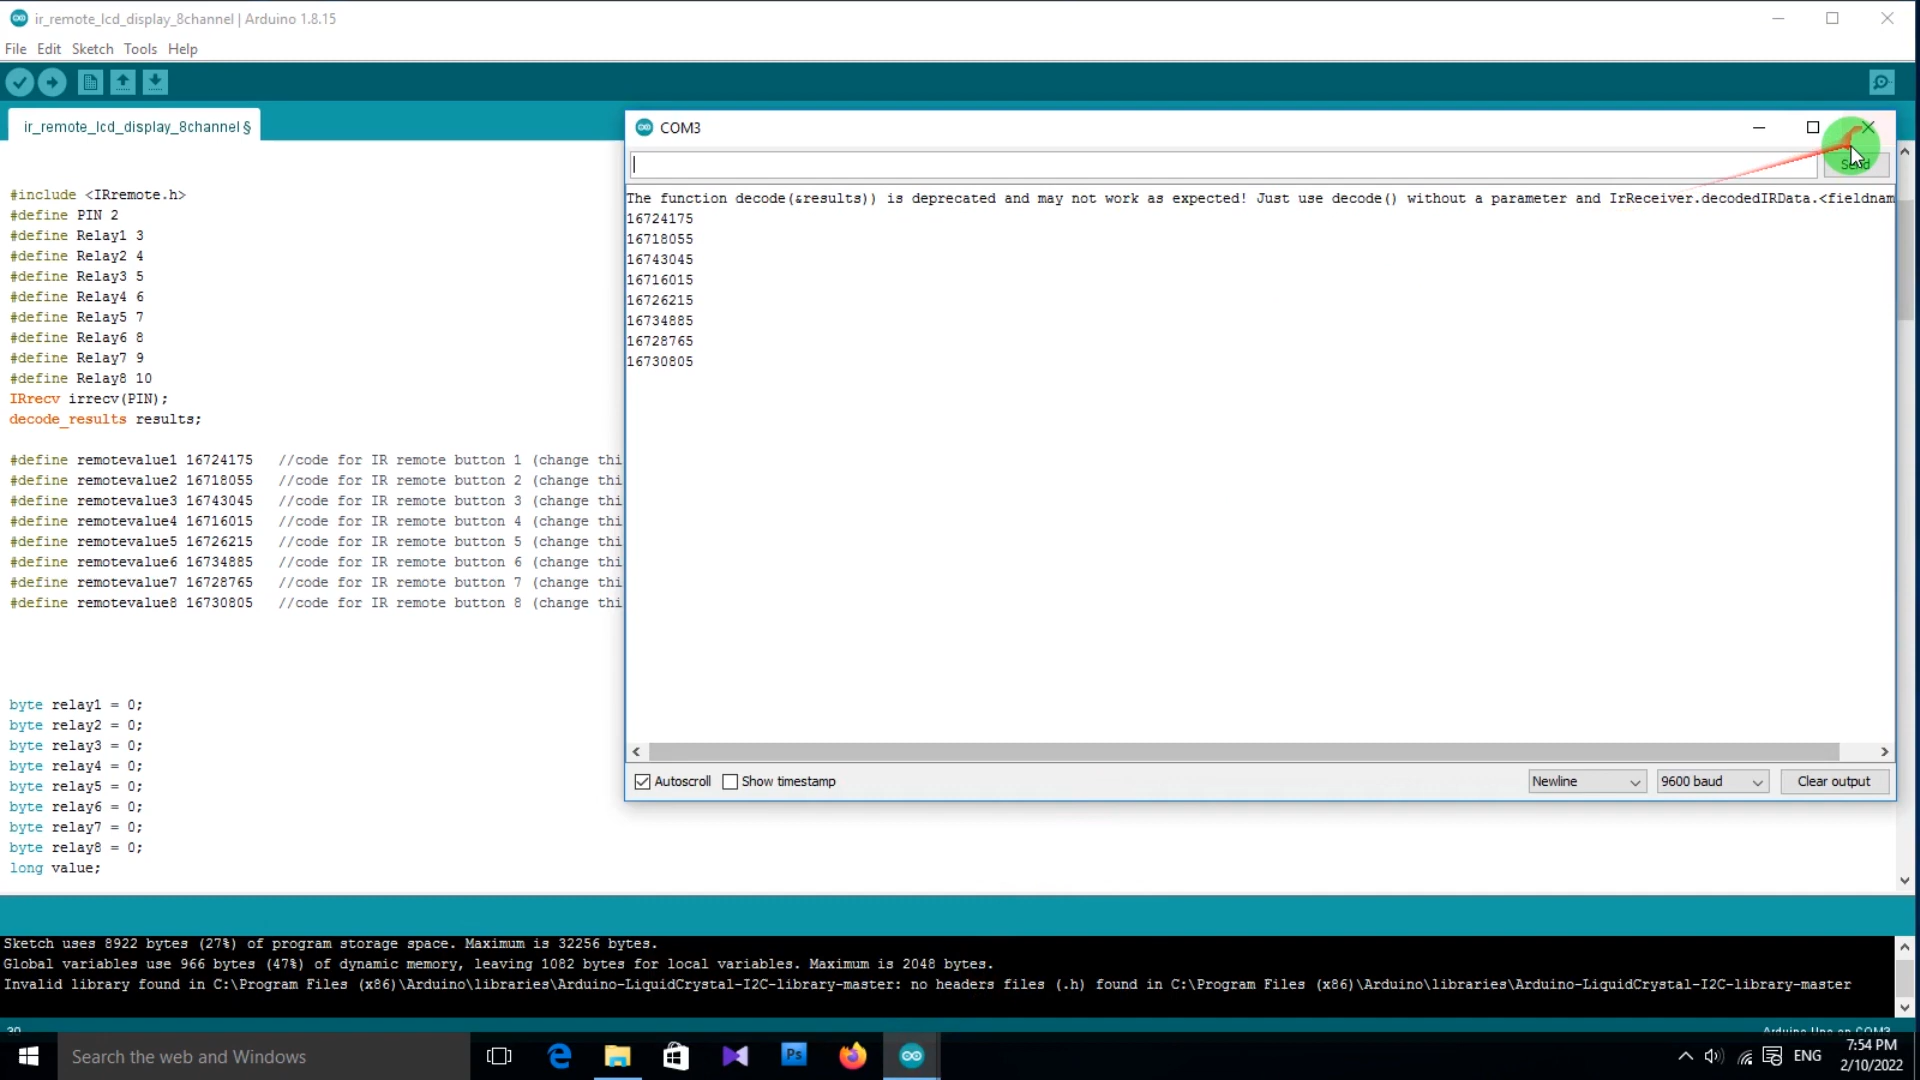 ir_remote_lcd_display_8channel | Arduino 1.8.15
File Edit Sketch Tools Help
ir_remote_lcd_display_8channel §
#include <IRremote.h>
#define PIN 2
#define Relay1 3
#define Relay2 4
#define Relay3 5
#define Relay4 6
#define Relay5 7
#define Relay6 8
#define Relay7 9
#define Relay8 10
IRrecv irrecv(PIN);
decode_results results;
#define remotevalue1 16724175 //code for IR remote button 1 (change thi
#define remotevalue2 16718055 //code for IR remote button 2 (change thi
#define remotevalue3 16743045 //code for IR remote button 3 (change thi
#define remotevalue4 16716015 //code for IR remote button 4 (change thi
#define remotevalue5 16726215 //code for IR remote button 5 (change thi
#define remotevalue6 16734885 //code for IR remote button 6 (change thi
#define remotevalue7 16728765 //code for IR remote button 7 (change thi
#define remotevalue8 16730805 //code for IR remote button 8 (change thi
byte relay1 = 0;
byte relay2 = 0;
byte relay3 = 0;
byte relay4 = 0;
byte relay5 = 0;
byte relay6 = 0;
byte relay7 = 0;
byte relay8 = 0;
long value;
COM3
Send
The function decode(&results)) is deprecated and may not work as expected! Just use decode() without a parameter and IrReceiver.decodedIRData.<fieldnam
16724175
16718055
16743045
16716015
16726215
16734885
16728765
16730805
Autoscroll Show timestamp Newline 9600 baud Clear output
Sketch uses 8922 bytes (27%) of program storage space. Maximum is 32256 bytes.
Global variables use 966 bytes (47%) of dynamic memory, leaving 1082 bytes for local variables. Maximum is 2048 bytes.
Invalid library found in C:\Program Files (x86)\Arduino\libraries\Arduino-LiquidCrystal-I2C-library-master: no headers files (.h) found in C:\Program Files (x86)\Arduino\libraries\Arduino-LiquidCrystal-I2C-library-master
Arduino Uno on COM3
Search the web and Windows
Ps
ENG
7:54 PM
2/10/2022